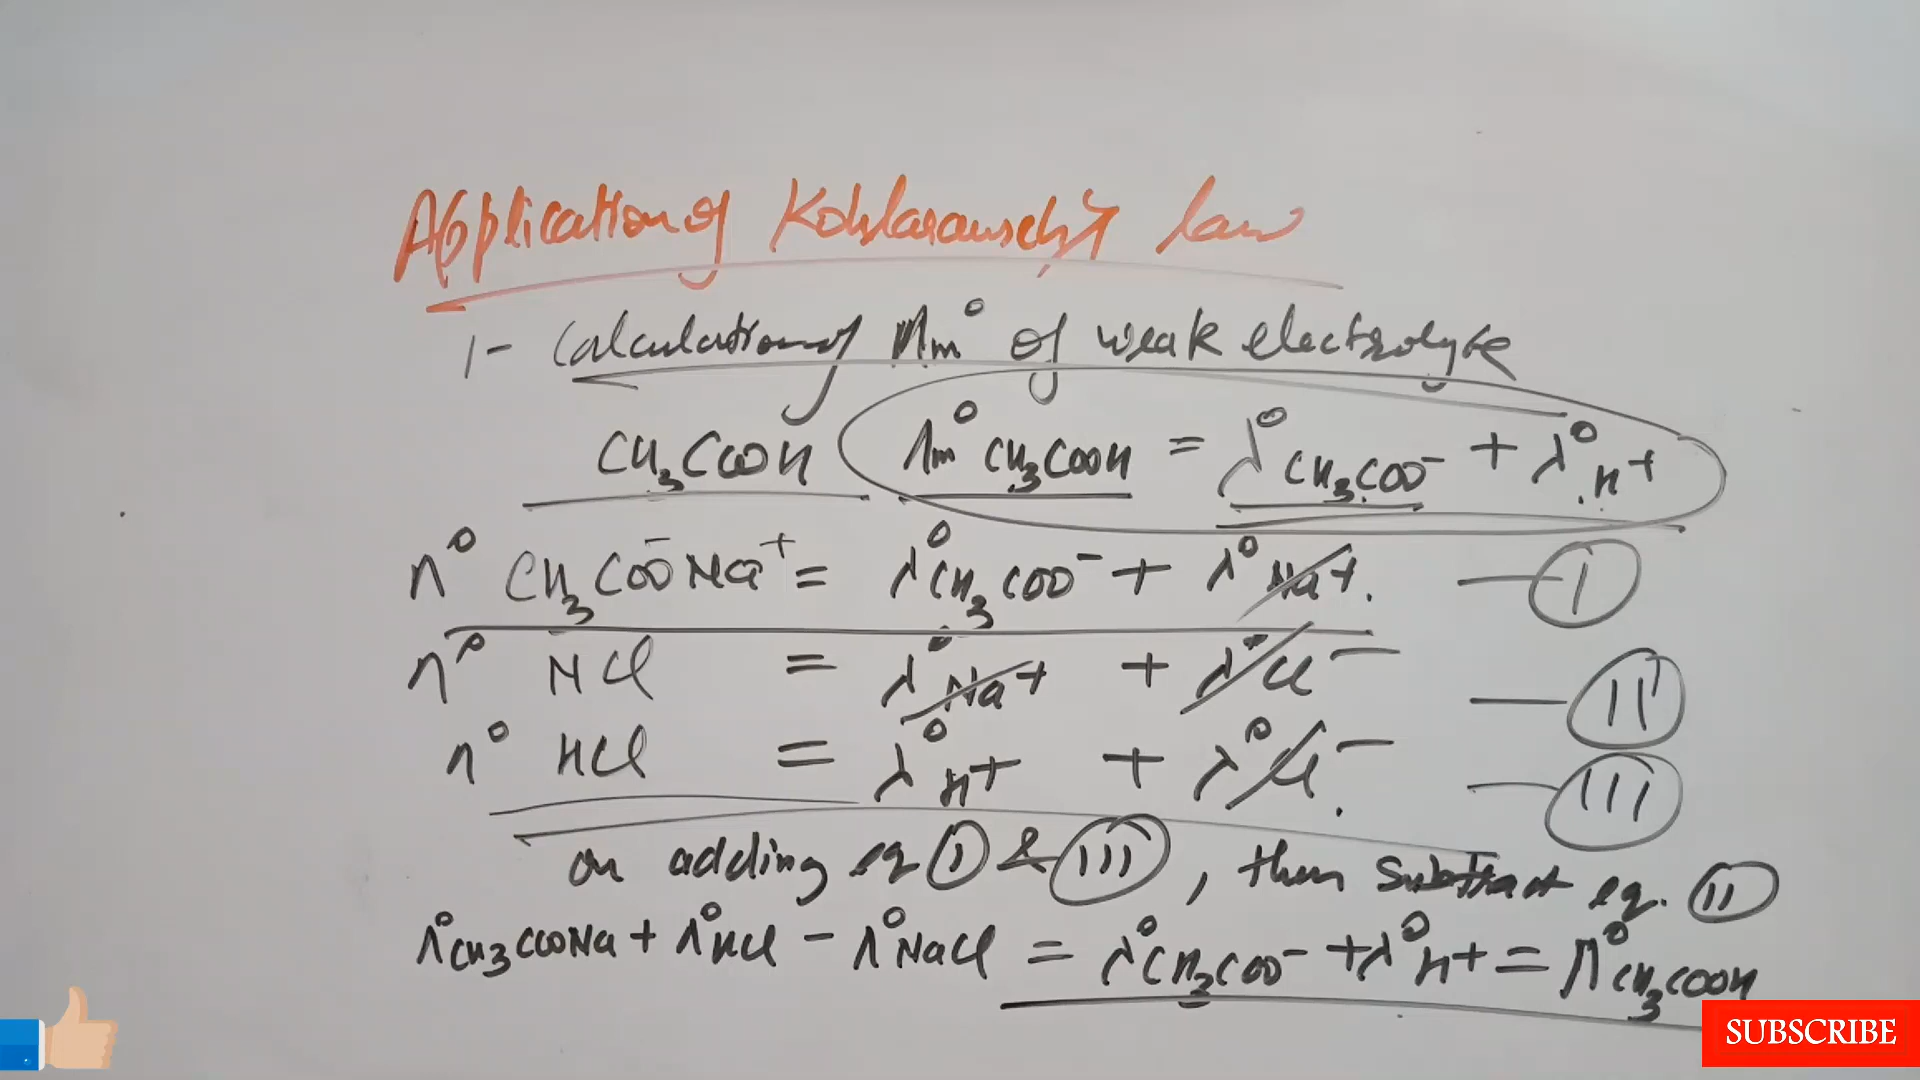 Application of Kohlarausch's law
1- Calculation of Λm° of weak electrolyte
CH₃COOH Λm° CH₃COOH = λ° CH₃COO⁻ + λ° H⁺
Λ° CH₃COO⁻Na⁺ = λ° CH₃COO⁻ + λ° Na⁺. — I
Λ° NCl = λ° Na⁺ + λ° Cl⁻ — II
Λ° HCl = λ° H⁺ + λ° Cl⁻. — III
on adding eq I & III, then subtract eq. II
Λ° CH₃COONa + Λ° HCl - Λ° NaCl = λ° CH₃COO⁻ + λ° H⁺ = Λ° CH₃COOH
SUBSCRIBE